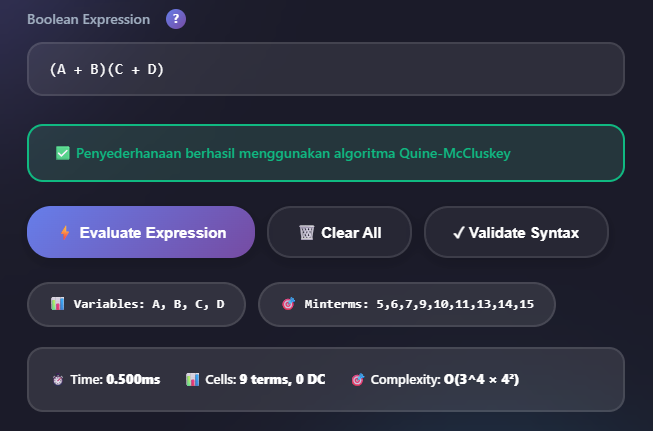 Boolean Expression ?
(A + B)(C + D)
✅ Penyederhanaan berhasil menggunakan algoritma Quine-McCluskey
⚡ Evaluate Expression 🗑 Clear All ✓ Validate Syntax
📊 Variables: A, B, C, D 🎯 Minterms: 5,6,7,9,10,11,13,14,15
⏱ Time: 0.500ms 📊 Cells: 9 terms, 0 DC 🎯 Complexity: O(3^4 × 4²)